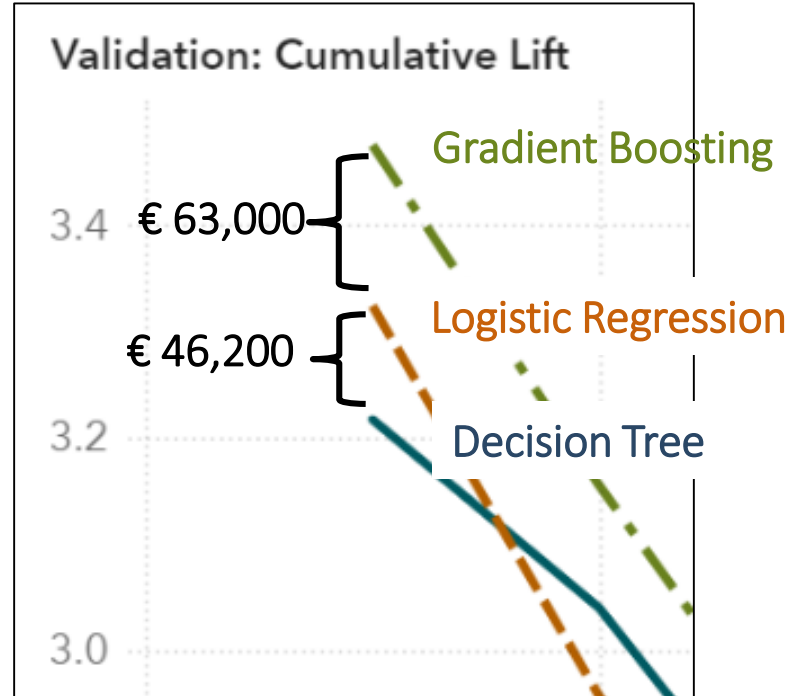 Validation: Cumulative Lift
Gradient Boosting
3.4
€ 63,000
Logistic Regression
€ 46,200
3.2
Decision Tree
3.0